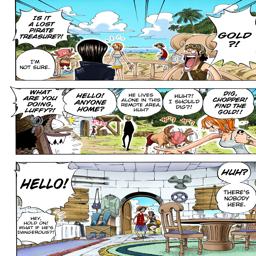 IS IT A
LOST
PIRATE
TREASURE?!
I'M
NOT SURE.
GOLD
?!
WHAT
ARE YOU
DOING,
LUFFY?!
HELLO!
ANYONE
HOME?
HE LIVES
ALONE IN THIS
REMOTE AREA,
HUH?
HUH?!
I SHOULD
DIG?!
DIG,
CHOPPER!
FIND THE
GOLD!!
HELLO!
HEY,
HOLD ON!
WHAT IF HE'S
DANGEROUS?!
HUH?
THERE'S
NOBODY
HERE.